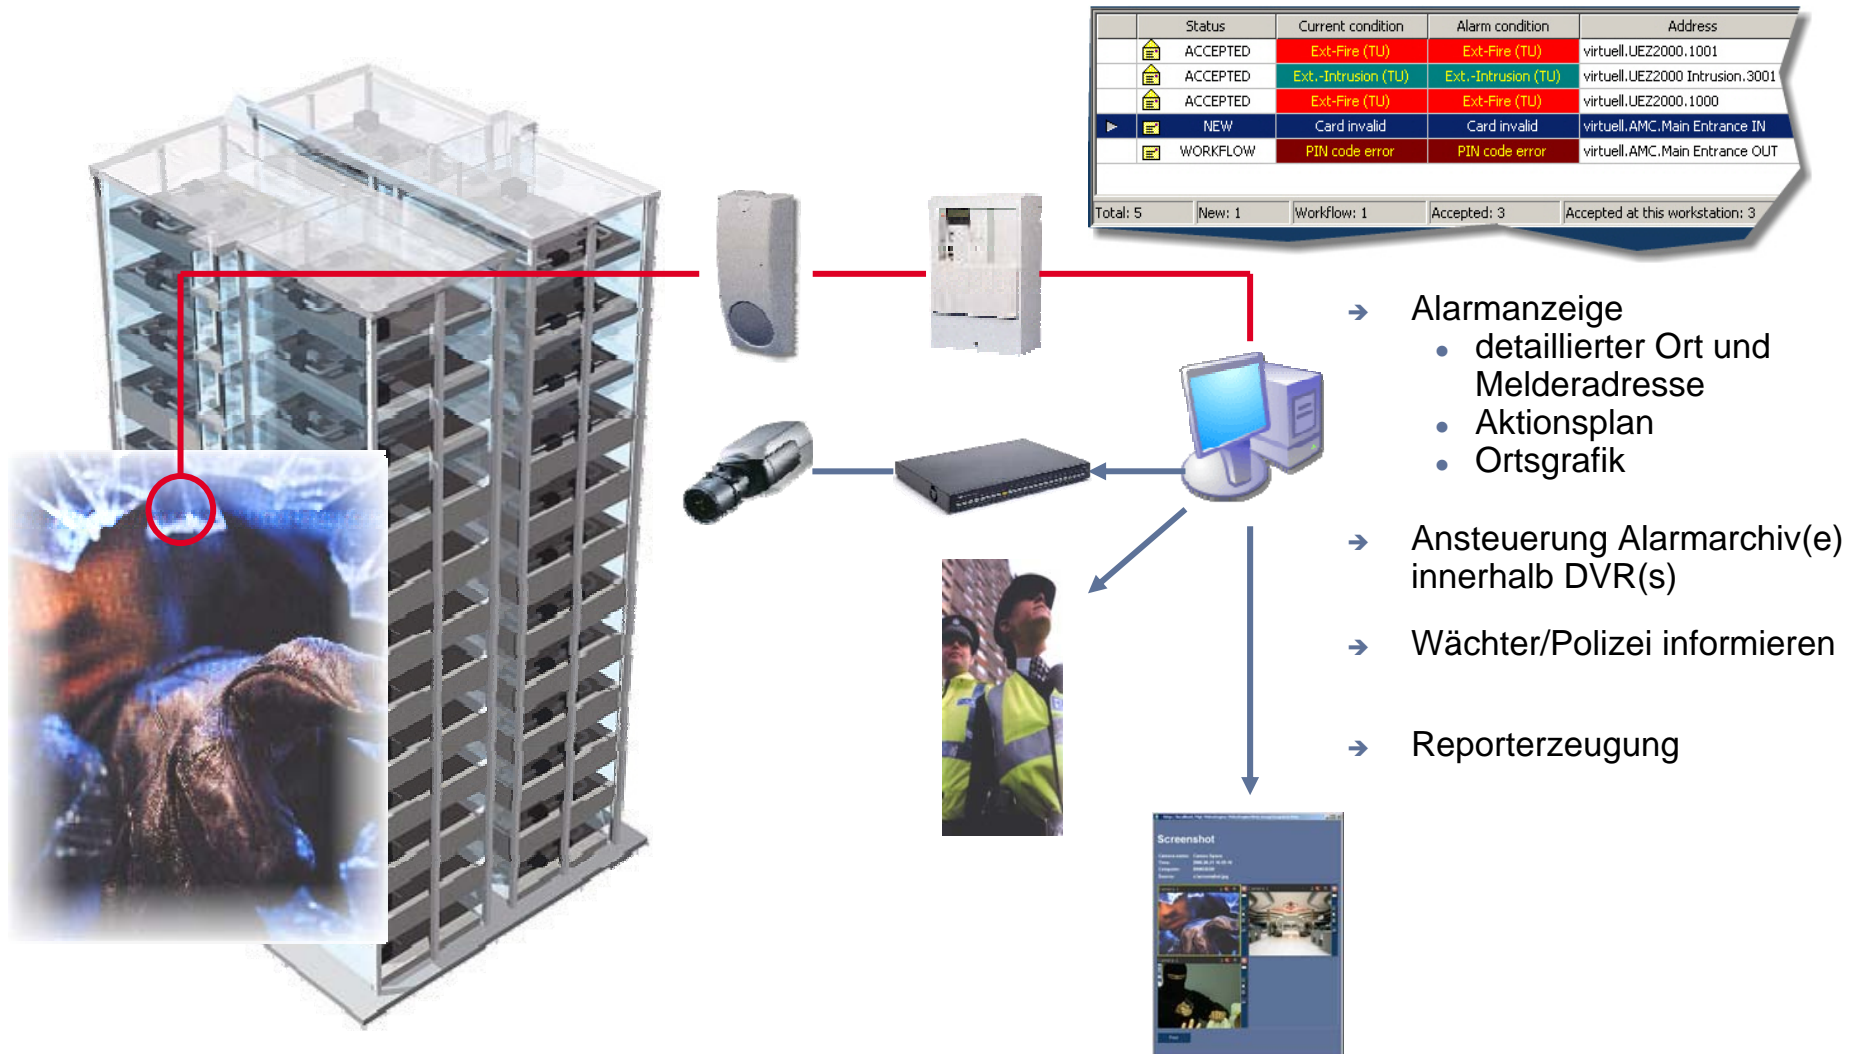 Status Current condition Alarm condition Address
ACCEPTED Ext-Fire (TU) Ext-Fire (TU) virtuell.UEZ2000.1001
ACCEPTED Ext.-Intrusion (TU) Ext.-Intrusion (TU) virtuell.UEZ2000 Intrusion.3001
ACCEPTED Ext-Fire (TU) Ext-Fire (TU) virtuell.UEZ2000.1000
NEW Card invalid Card invalid virtuell.AMC.Main Entrance IN
WORKFLOW PIN code error PIN code error virtuell.AMC.Main Entrance OUT
Total: 5 New: 1 Workflow: 1 Accepted: 3 Accepted at this workstation: 3
Alarmanzeige
detaillierter Ort und
Melderadresse
Aktionsplan
Ortsgrafik
Ansteuerung Alarmarchiv(e)
innerhalb DVR(s)
Wächter/Polizei informieren
Reporterzeugung
Screenshot